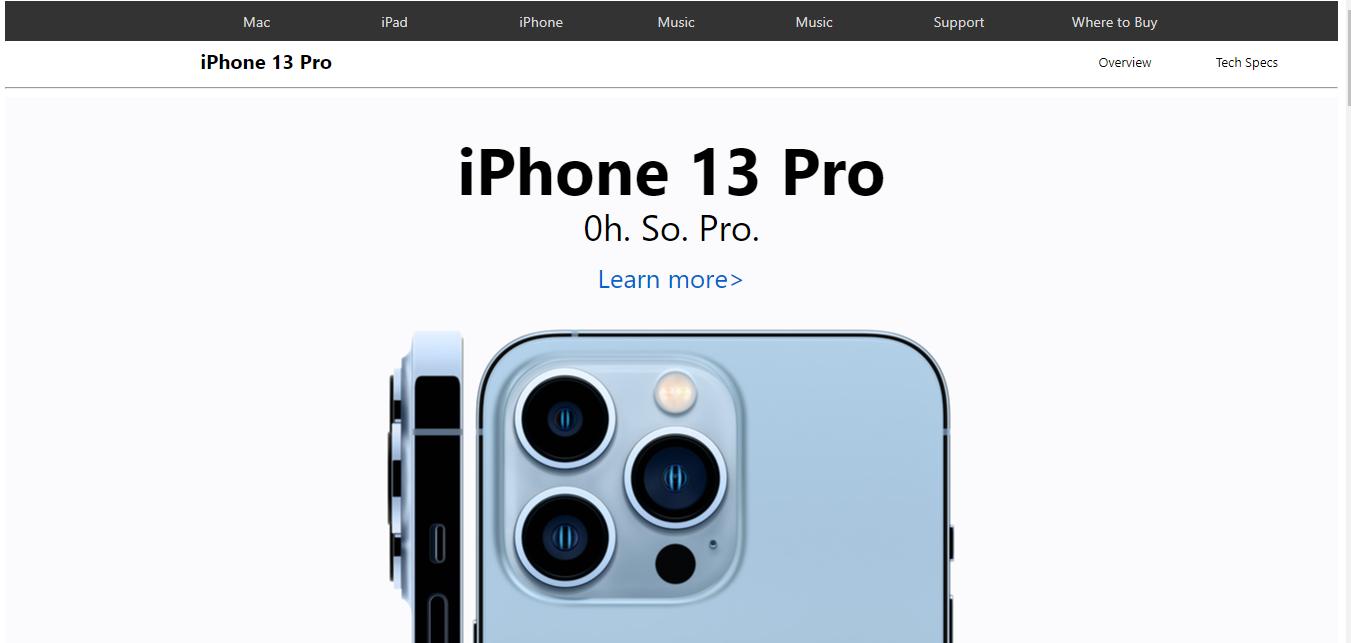 Mac iPad iPhone Music Music Support Where to Buy
iPhone 13 Pro Overview Tech Specs
iPhone 13 Pro
0h. So. Pro.
Learn more>